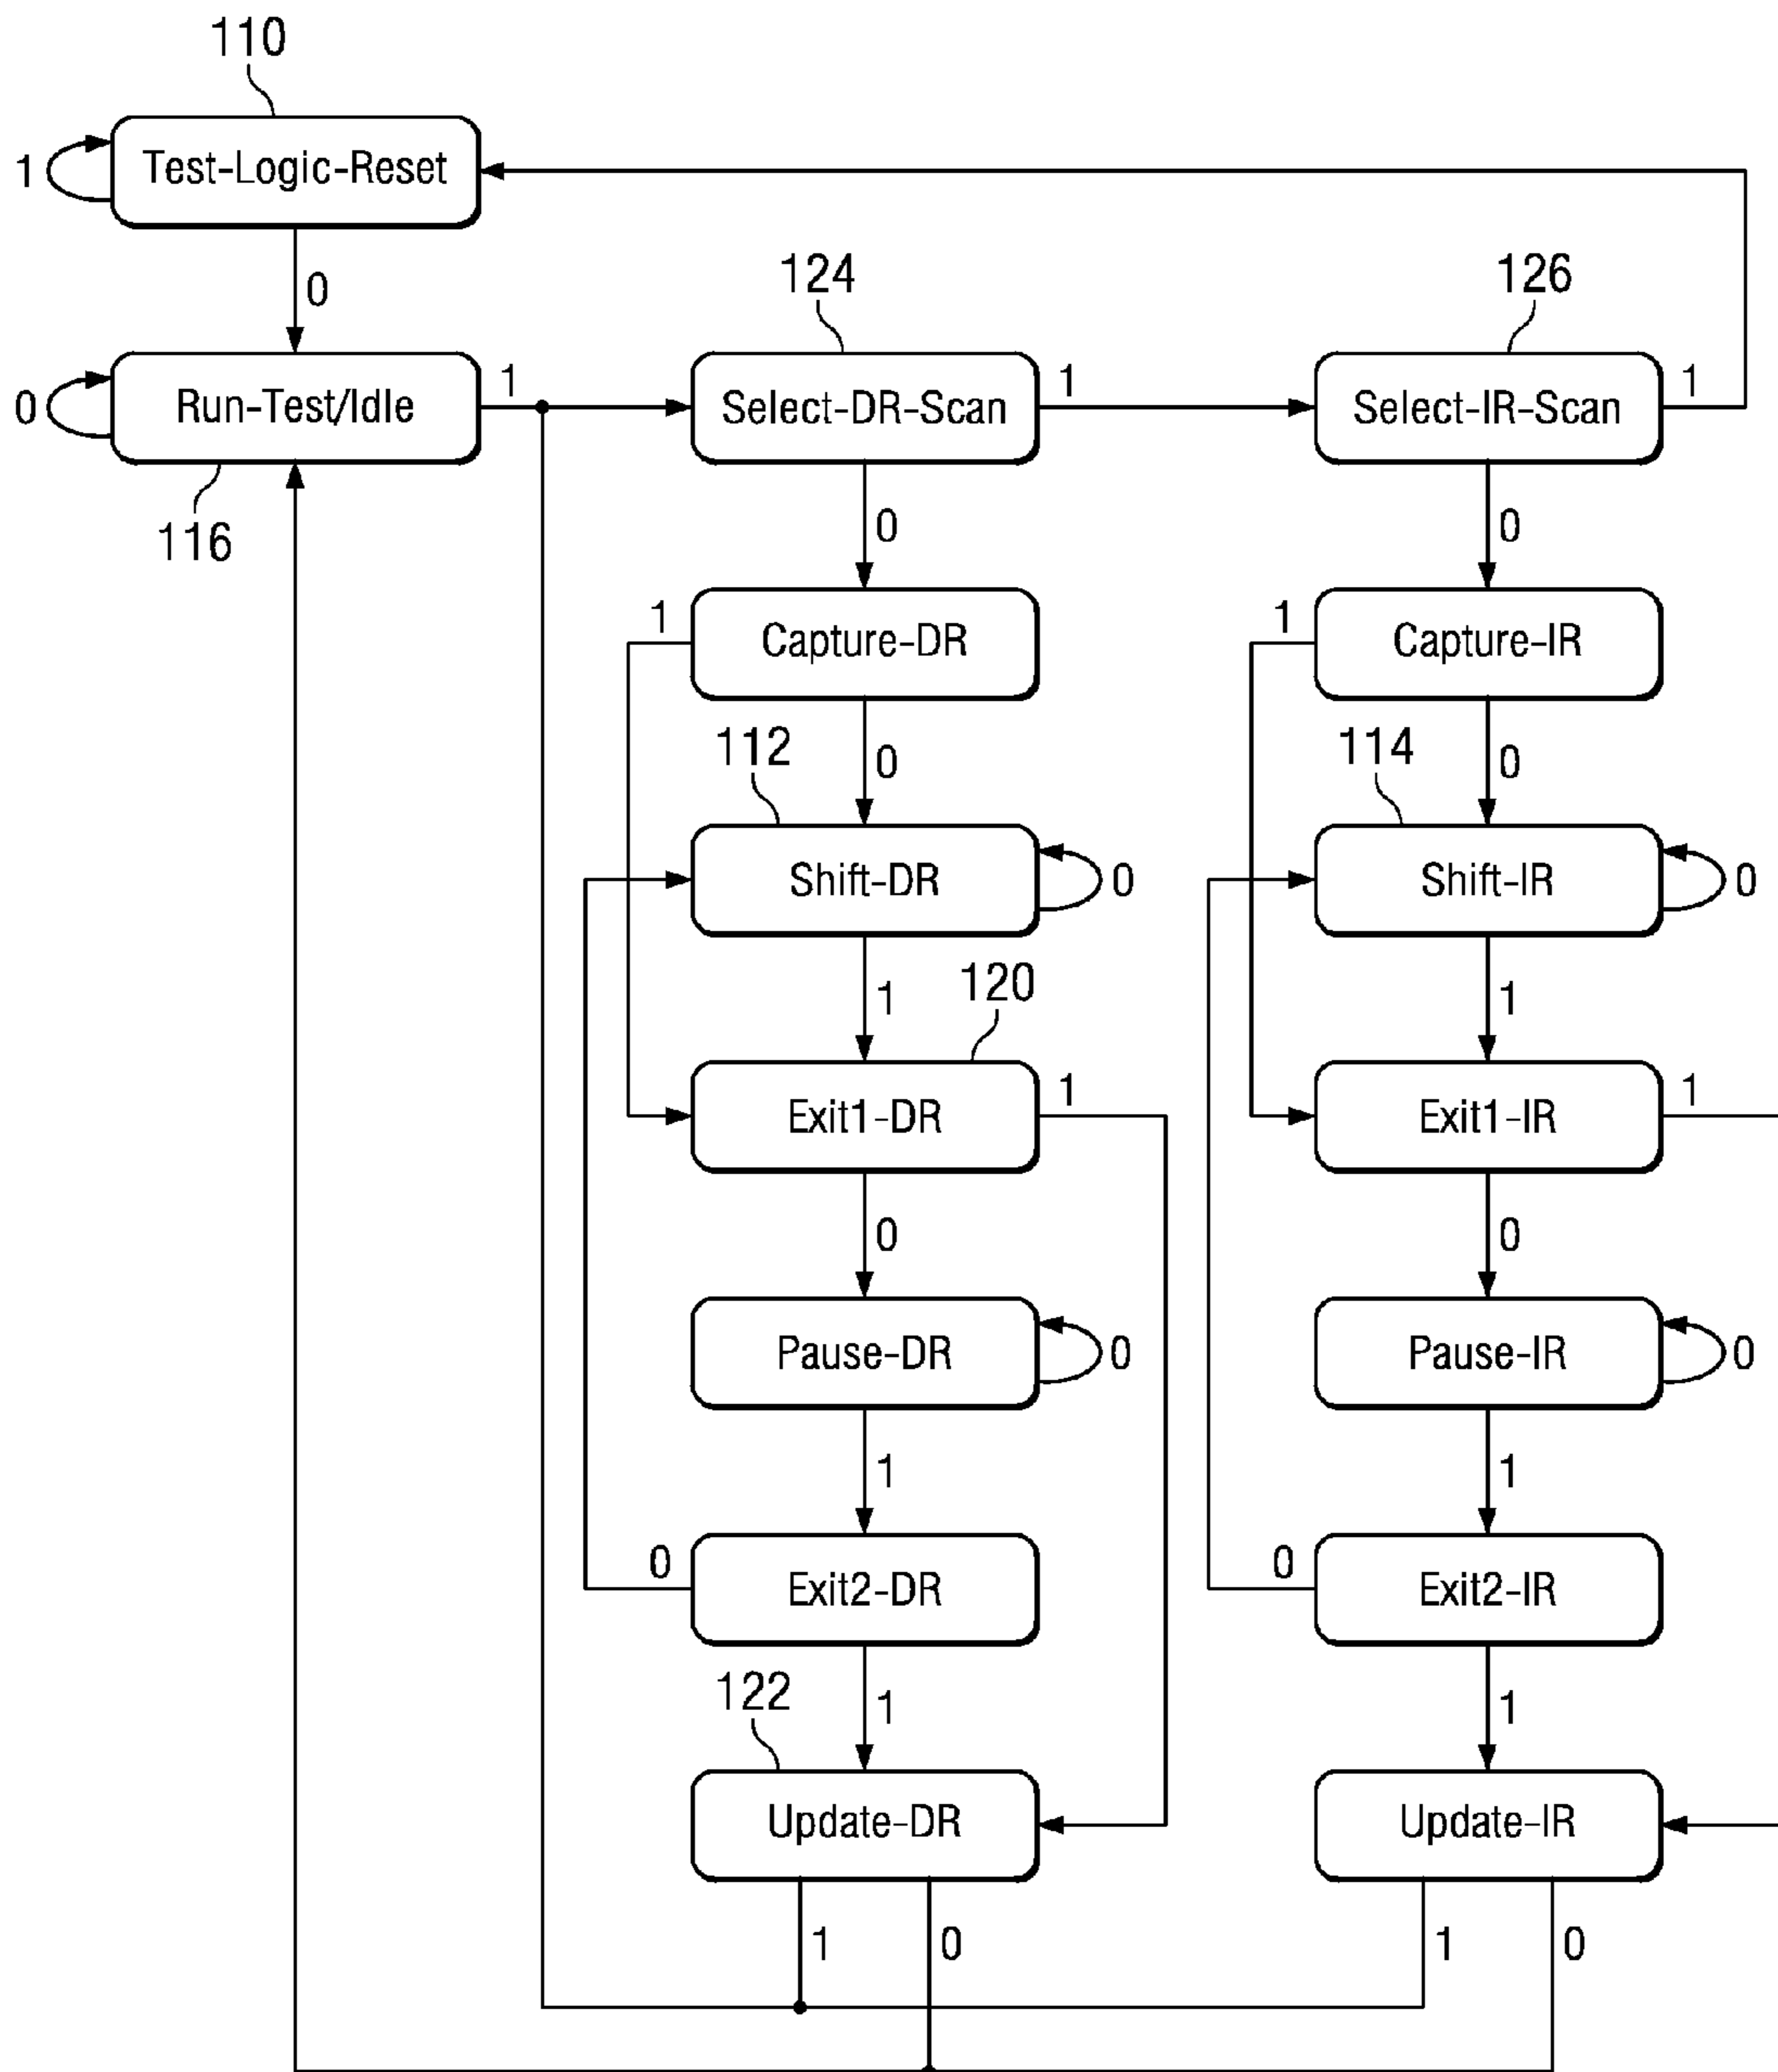 110
1
Test-Logic-Reset
0
124
126
0
Run-Test/Idle
1
Select-DR-Scan
1
Select-IR-Scan
1
116
0
0
1
Capture-DR
1
Capture-IR
112
0
114
0
Shift-DR
0
Shift-IR
0
1
120
1
Exit1-DR
1
Exit1-IR
1
0
0
Pause-DR
0
Pause-IR
0
1
1
0
Exit2-DR
0
Exit2-IR
122
1
1
Update-DR
Update-IR
1
0
1
0